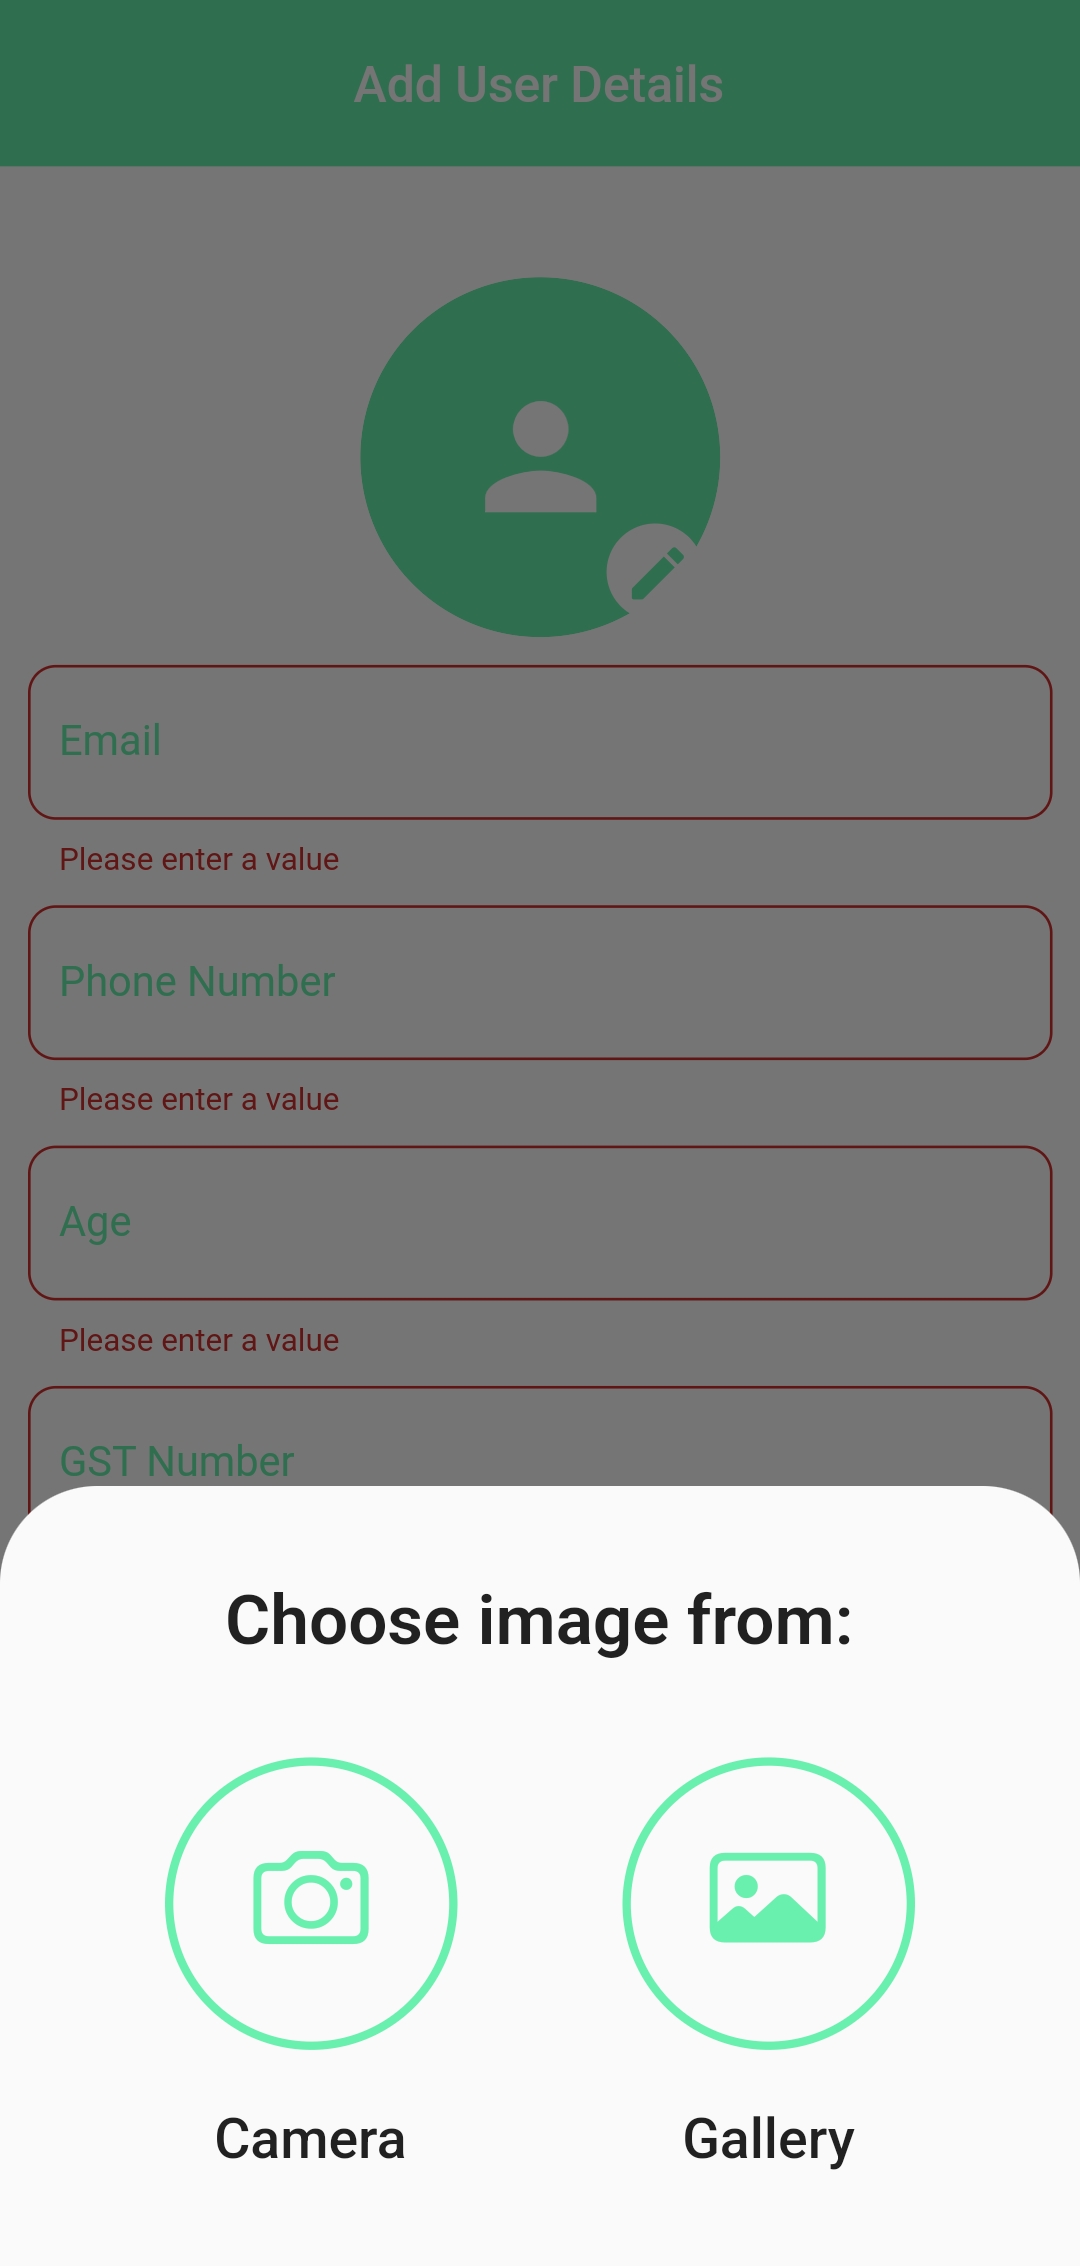 Add User Details
Email
Please enter a value
Phone Number
Please enter a value
Age
Please enter a value
GST Number
Choose image from:
Camera
Gallery